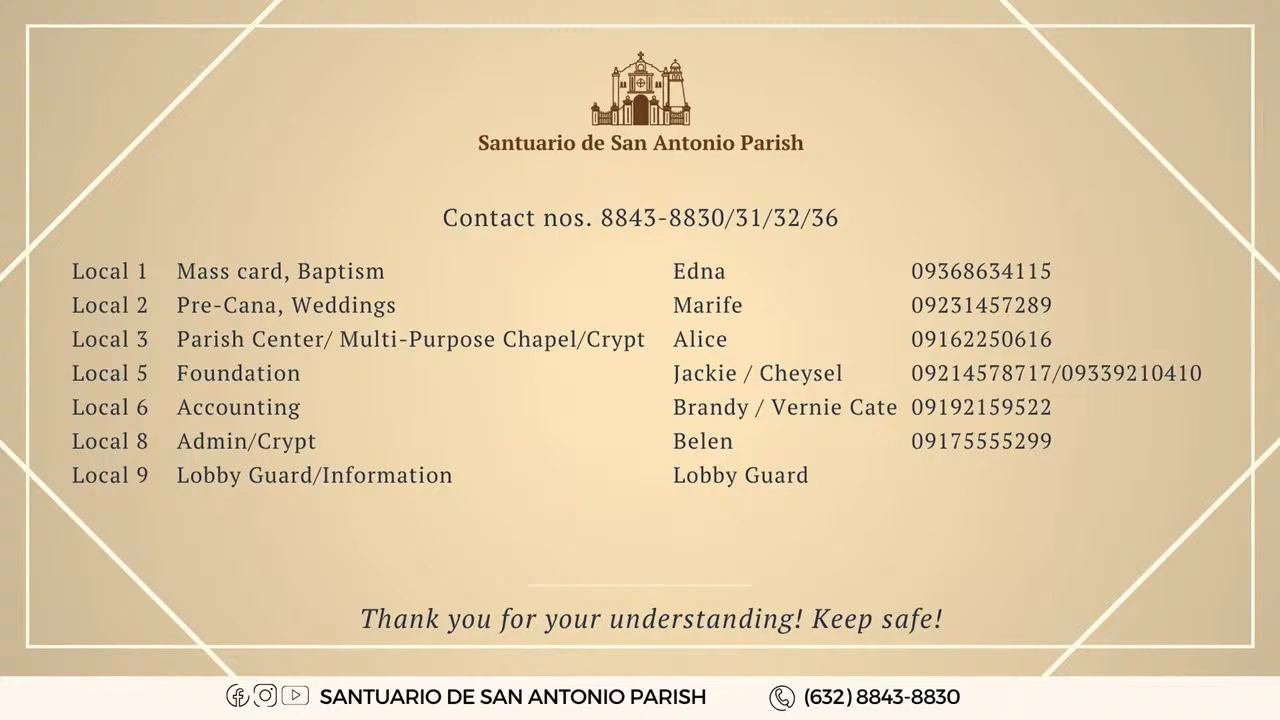 Santuario de San Antonio Parish
Contact nos. 8843-8830/31/32/36
Local 1 Mass card, Baptism Edna 09368634115
Local 2 Pre-Cana, Weddings Marife 09231457289
Local 3 Parish Center/ Multi-Purpose Chapel/Crypt Alice 09162250616
Local 5 Foundation Jackie / Cheysel 09214578717/09339210410
Local 6 Accounting Brandy / Vernie Cate 09192159522
Local 8 Admin/Crypt Belen 09175555299
Local 9 Lobby Guard/Information Lobby Guard
Thank you for your understanding! Keep safe!
SANTUARIO DE SAN ANTONIO PARISH (632) 8843-8830